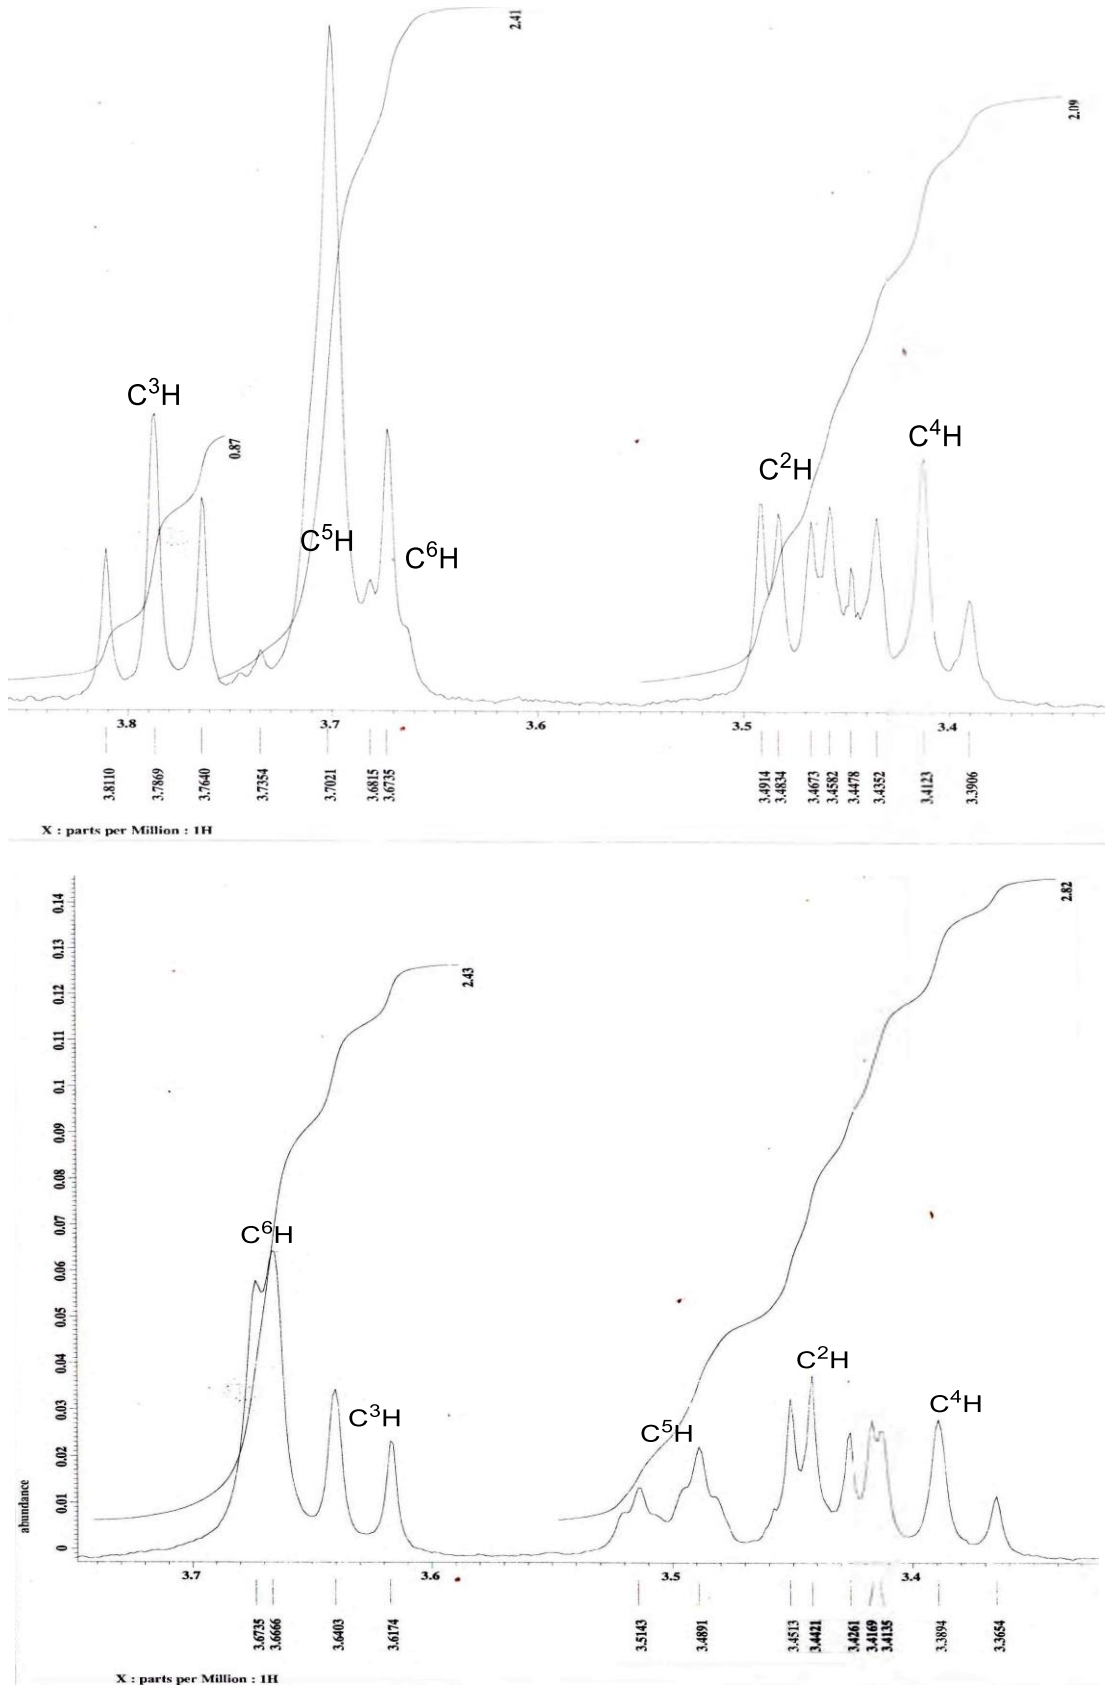 2.41
2.09
C³H
0.87
C⁴H
C²H
C⁵H
C⁶H
3.8 3.7 3.6 3.5 3.4
3.8110 3.7869 3.7640 3.7354 3.7021 3.6815 3.6735 3.4914 3.4834 3.4673 3.4582 3.4478 3.4352 3.4123 3.3906
X : parts per Million : 1H
2.82
2.43
0.14
0.13
0.12
0.11
0.1
0.09
0.08
0.07
0.06
0.05
0.04
0.03
0.02
0.01
0
abundance
C⁶H
C²H
C³H
C⁴H
C⁵H
3.7 3.6 3.5 3.4
3.6735 3.6666 3.6403 3.6174 3.5143 3.4891 3.4513 3.4421 3.4261 3.4169 3.4135 3.3894 3.3654
X : parts per Million : 1H